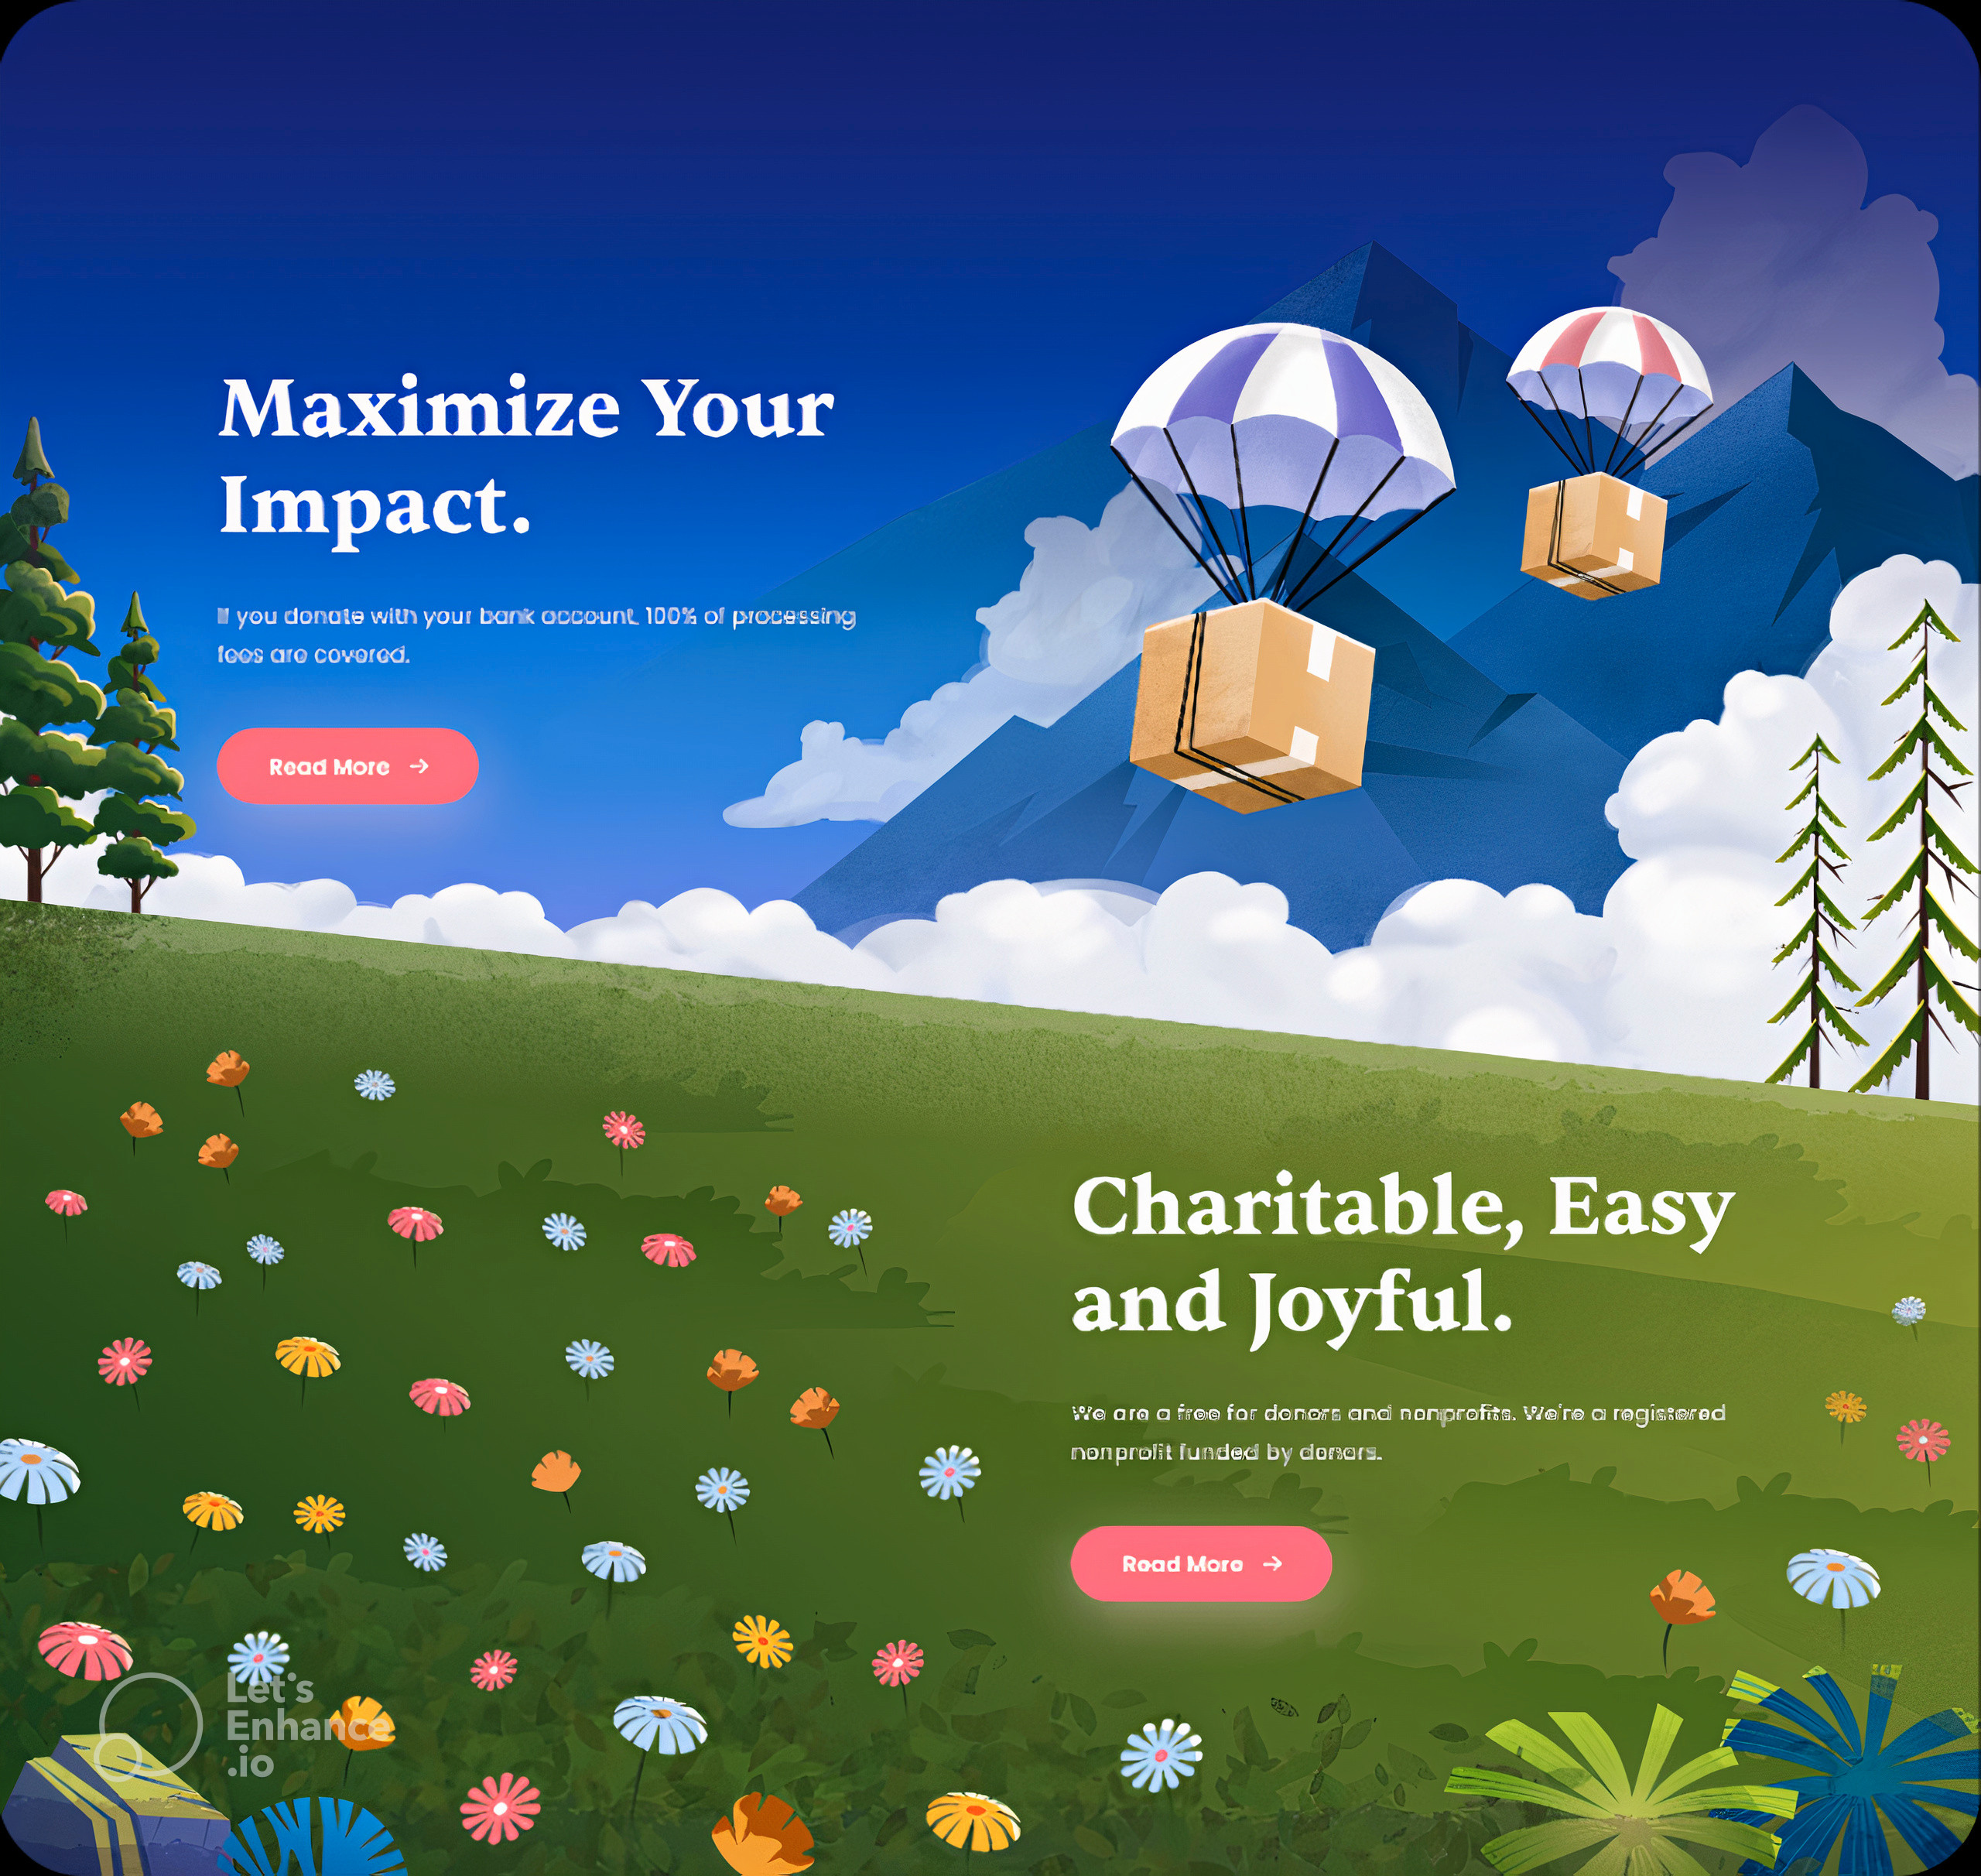 Maximize Your
Impact.
If you donate with your bank account, 100% of processing
fees are covered.
Read More →
Charitable, Easy
and Joyful.
We are a free for donors and nonprofits. We're a registered
nonprofit funded by donors.
Read More →
Let's
Enhance
.io